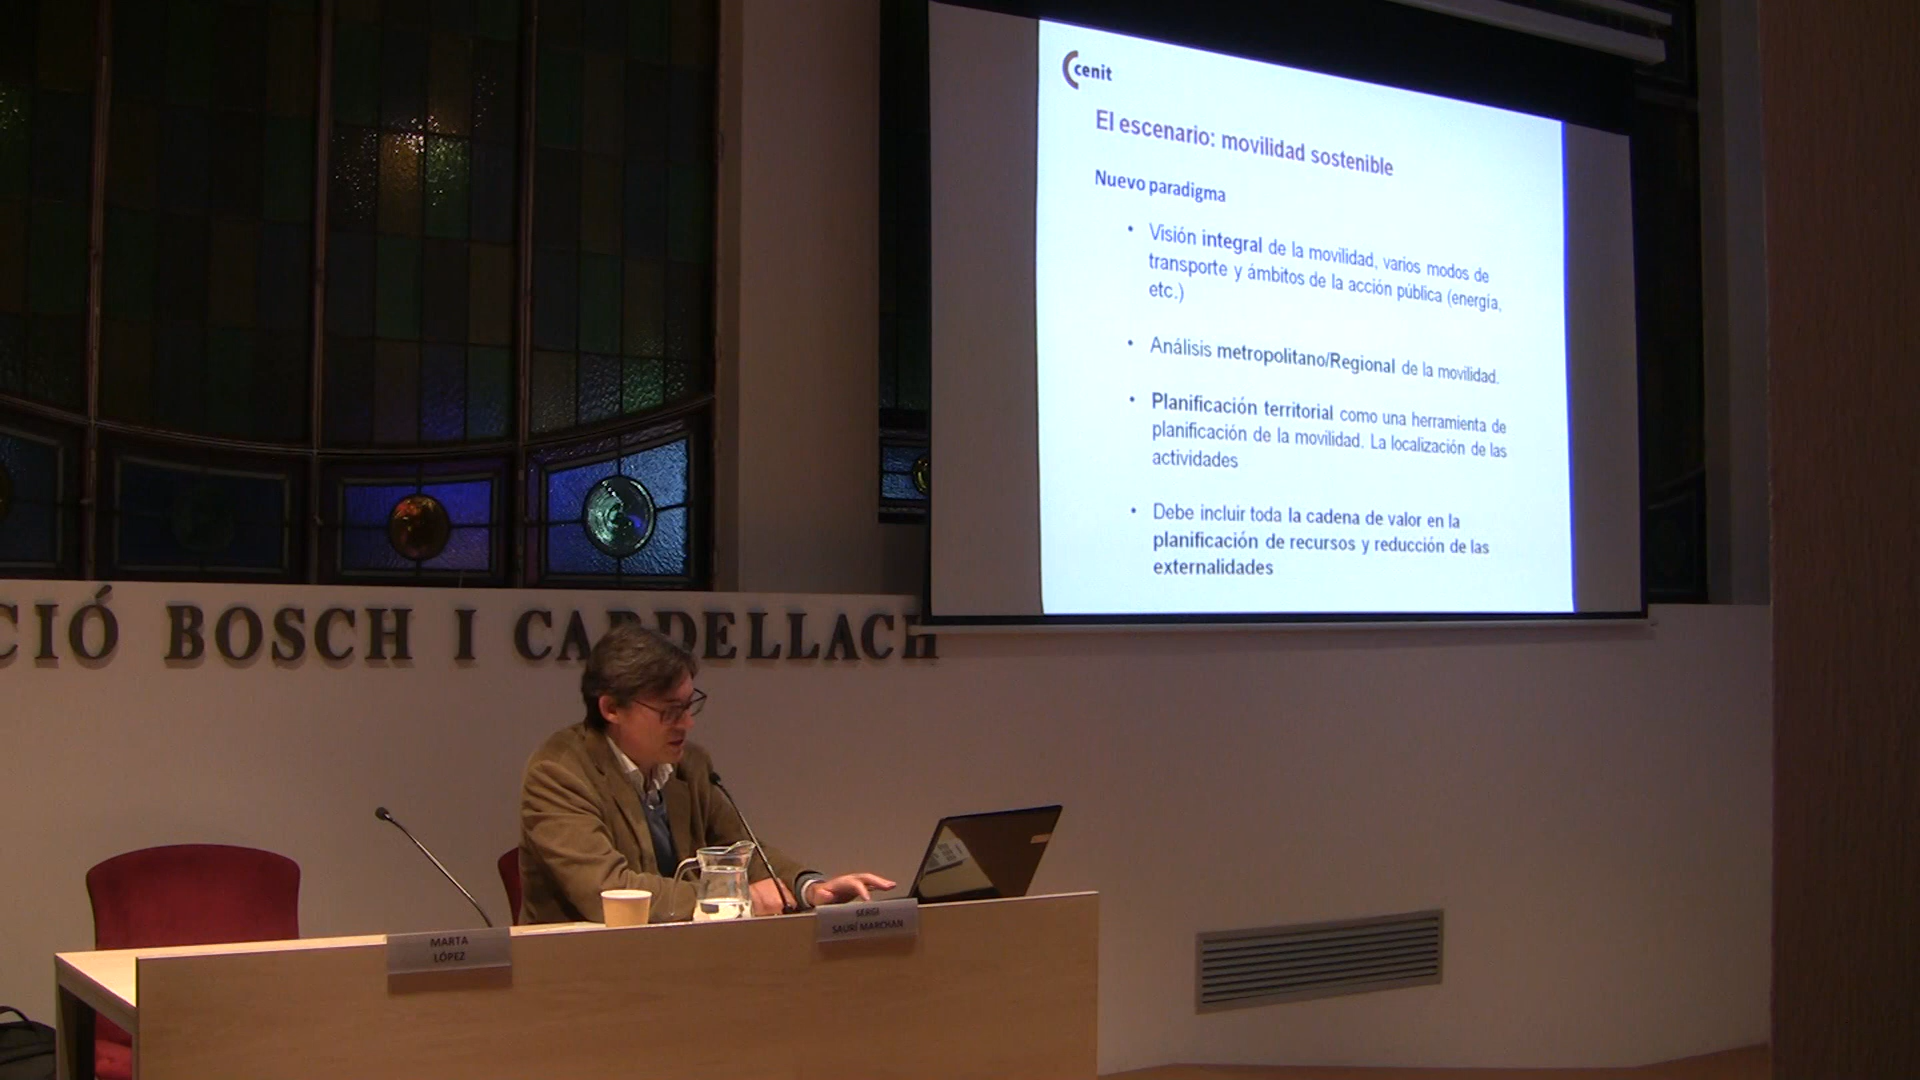 cenit
El escenario: movilidad sostenible
Nuevo paradigma
• Visión integral de la movilidad, varios modos de
transporte y ámbitos de la acción pública (energía,
etc.)
• Análisis metropolitano/Regional de la movilidad.
• Planificación territorial como una herramienta de
planificación de la movilidad. La localización de las
actividades
• Debe incluir toda la cadena de valor en la
planificación de recursos y reducción de las
externalidades
CIÓ BOSCH I CARDELLACH
MARTA
LÓPEZ
SERGI
SAURÍ MARCHAN